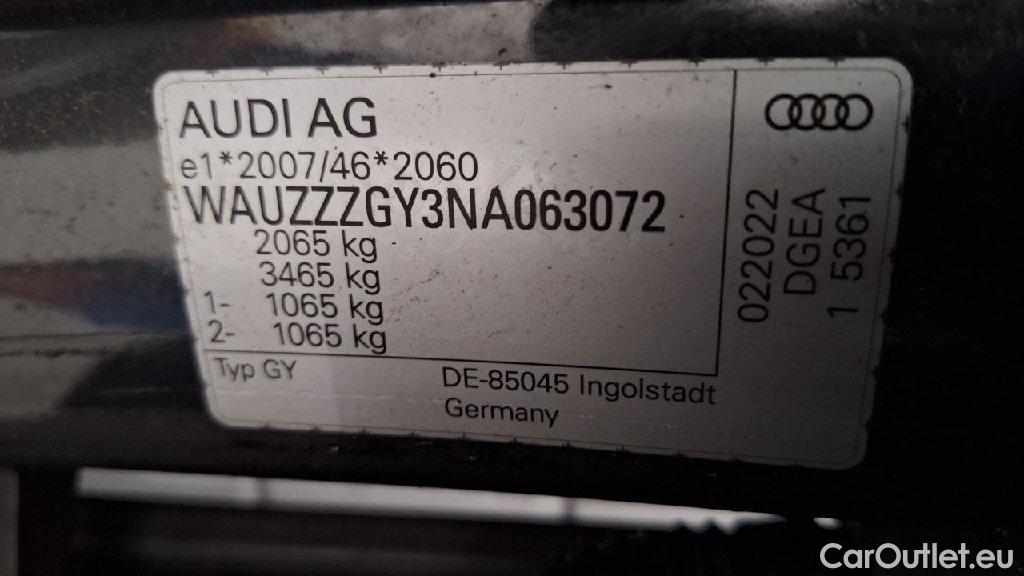 AUDI AG
e1*2007/46*2060
WAUZZZGY3NA063072
2065 kg
3465 kg
1- 1065 kg
2- 1065 kg
Typ GY
DE-85045 Ingolstadt
Germany
022022
DGEA
1 5361
CarOutlet.eu